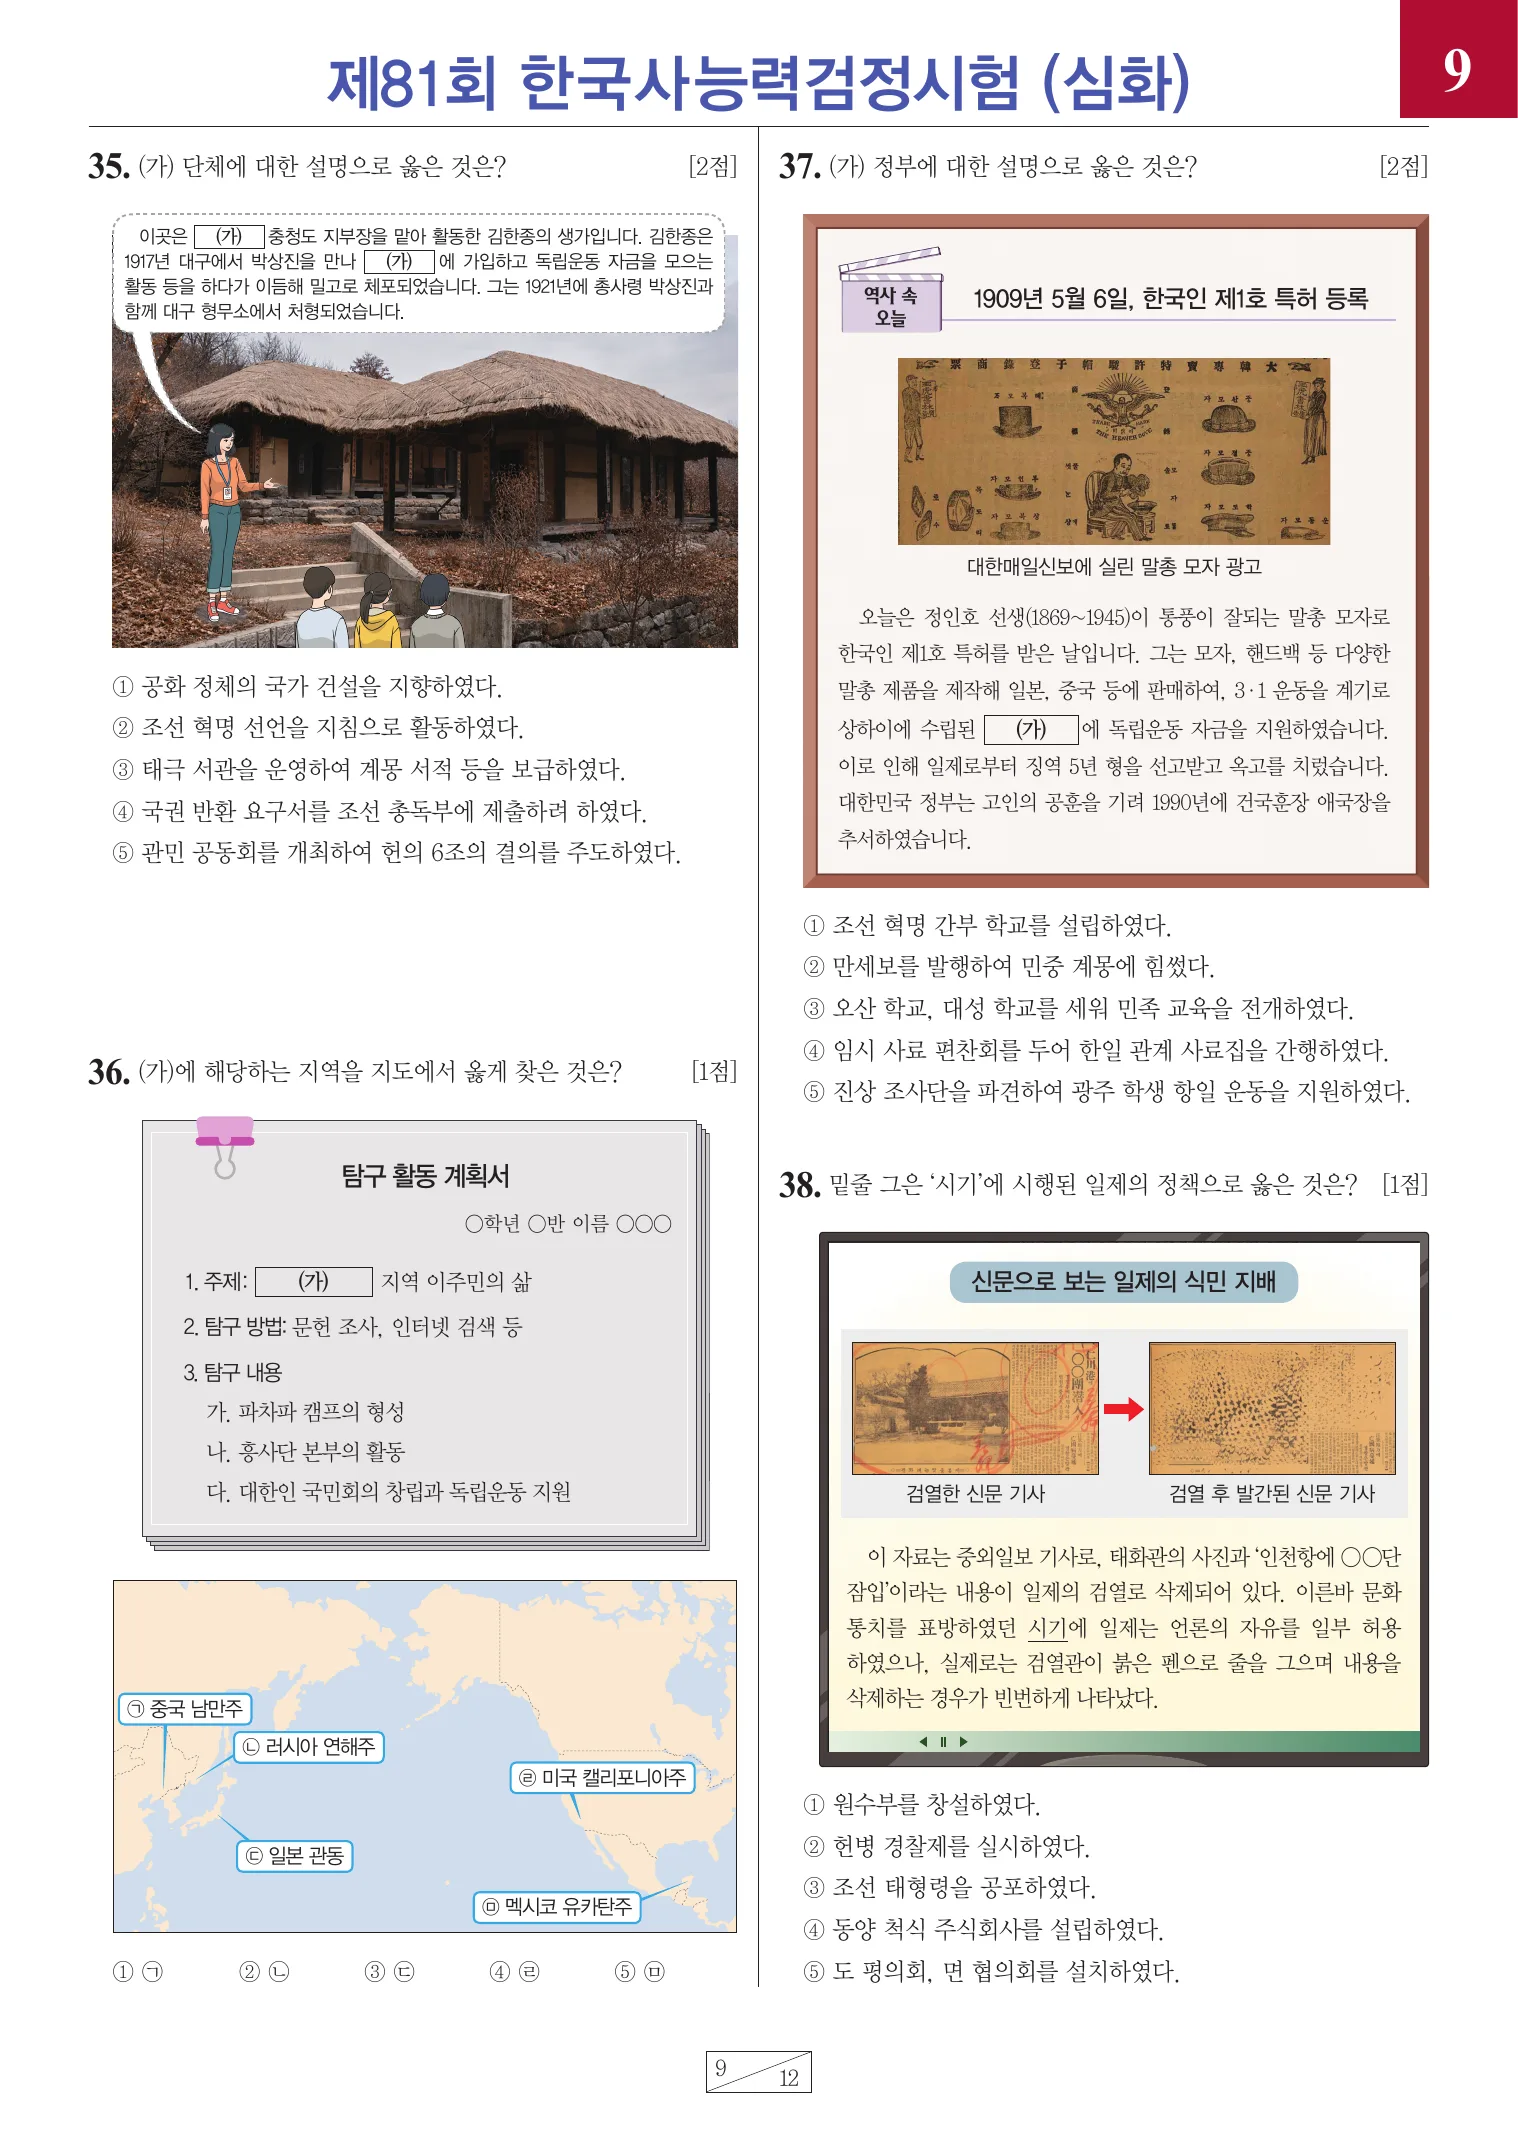 제81회 한국사능력검정시험 (심화)
9
35. (가) 단체에 대한 설명으로 옳은 것은? [2점]
이곳은 (가) 충청도 지부장을 맡아 활동한 김한종의 생가입니다. 김한종은
1917년 대구에서 박상진을 만나 (가) 에 가입하고 독립운동 자금을 모으는
활동 등을 하다가 이듬해 밀고로 체포되었습니다. 그는 1921년에 총사령 박상진과
함께 대구 형무소에서 처형되었습니다.
① 공화 정체의 국가 건설을 지향하였다.
② 조선 혁명 선언을 지침으로 활동하였다.
③ 태극 서관을 운영하여 계몽 서적 등을 보급하였다.
④ 국권 반환 요구서를 조선 총독부에 제출하려 하였다.
⑤ 관민 공동회를 개최하여 헌의 6조의 결의를 주도하였다.
36. (가)에 해당하는 지역을 지도에서 옳게 찾은 것은? [1점]
탐구 활동 계획서
○학년 ○반 이름 ○○○
1. 주제: (가) 지역 이주민의 삶
2. 탐구 방법: 문헌 조사, 인터넷 검색 등
3. 탐구 내용
가. 파차파 캠프의 형성
나. 흥사단 본부의 활동
다. 대한인 국민회의 창립과 독립운동 지원
㉠ 중국 남만주
㉡ 러시아 연해주
㉣ 미국 캘리포니아주
㉢ 일본 관동
㉤ 멕시코 유카탄주
① ㉠ ② ㉡ ③ ㉢ ④ ㉣ ⑤ ㉤
37. (가) 정부에 대한 설명으로 옳은 것은? [2점]
역사 속
오늘
1909년 5월 6일, 한국인 제1호 특허 등록
票商錄登子帽騣許特賣專韓大
THE HEAVEN DOVE
대한매일신보에 실린 말총 모자 광고
오늘은 정인호 선생(1869~1945)이 통풍이 잘되는 말총 모자로
한국인 제1호 특허를 받은 날입니다. 그는 모자, 핸드백 등 다양한
말총 제품을 제작해 일본, 중국 등에 판매하여, 3·1 운동을 계기로
상하이에 수립된 (가) 에 독립운동 자금을 지원하였습니다.
이로 인해 일제로부터 징역 5년 형을 선고받고 옥고를 치렀습니다.
대한민국 정부는 고인의 공훈을 기려 1990년에 건국훈장 애국장을
추서하였습니다.
① 조선 혁명 간부 학교를 설립하였다.
② 만세보를 발행하여 민중 계몽에 힘썼다.
③ 오산 학교, 대성 학교를 세워 민족 교육을 전개하였다.
④ 임시 사료 편찬회를 두어 한일 관계 사료집을 간행하였다.
⑤ 진상 조사단을 파견하여 광주 학생 항일 운동을 지원하였다.
38. 밑줄 그은 ‘시기’에 시행된 일제의 정책으로 옳은 것은? [1점]
신문으로 보는 일제의 식민 지배
검열한 신문 기사
검열 후 발간된 신문 기사
이 자료는 중외일보 기사로, 태화관의 사진과 ‘인천항에 ○○단
잠입’이라는 내용이 일제의 검열로 삭제되어 있다. 이른바 문화
통치를 표방하였던 시기에 일제는 언론의 자유를 일부 허용
하였으나, 실제로는 검열관이 붉은 펜으로 줄을 그으며 내용을
삭제하는 경우가 빈번하게 나타났다.
① 원수부를 창설하였다.
② 헌병 경찰제를 실시하였다.
③ 조선 태형령을 공포하였다.
④ 동양 척식 주식회사를 설립하였다.
⑤ 도 평의회, 면 협의회를 설치하였다.
9
12